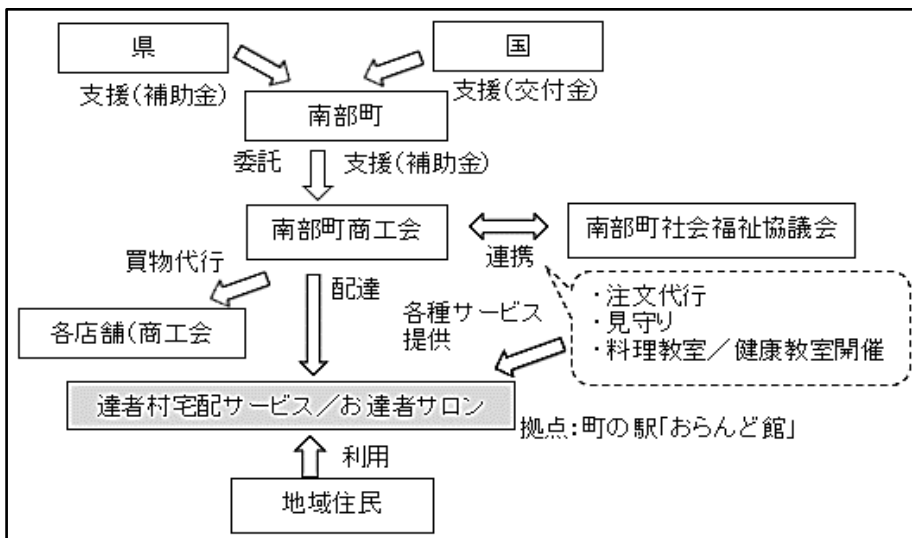 県
国
支援(補助金)
支援(交付金)
南部町
委託
支援(補助金)
南部町商工会
南部町社会福祉協議会
連携
買物代行
配達
・注文代行
・見守り
・料理教室／健康教室開催
各種サービス
提供
各店舗(商工会
達者村宅配サービス／お達者サロン
拠点:町の駅「おらんど館」
利用
地域住民